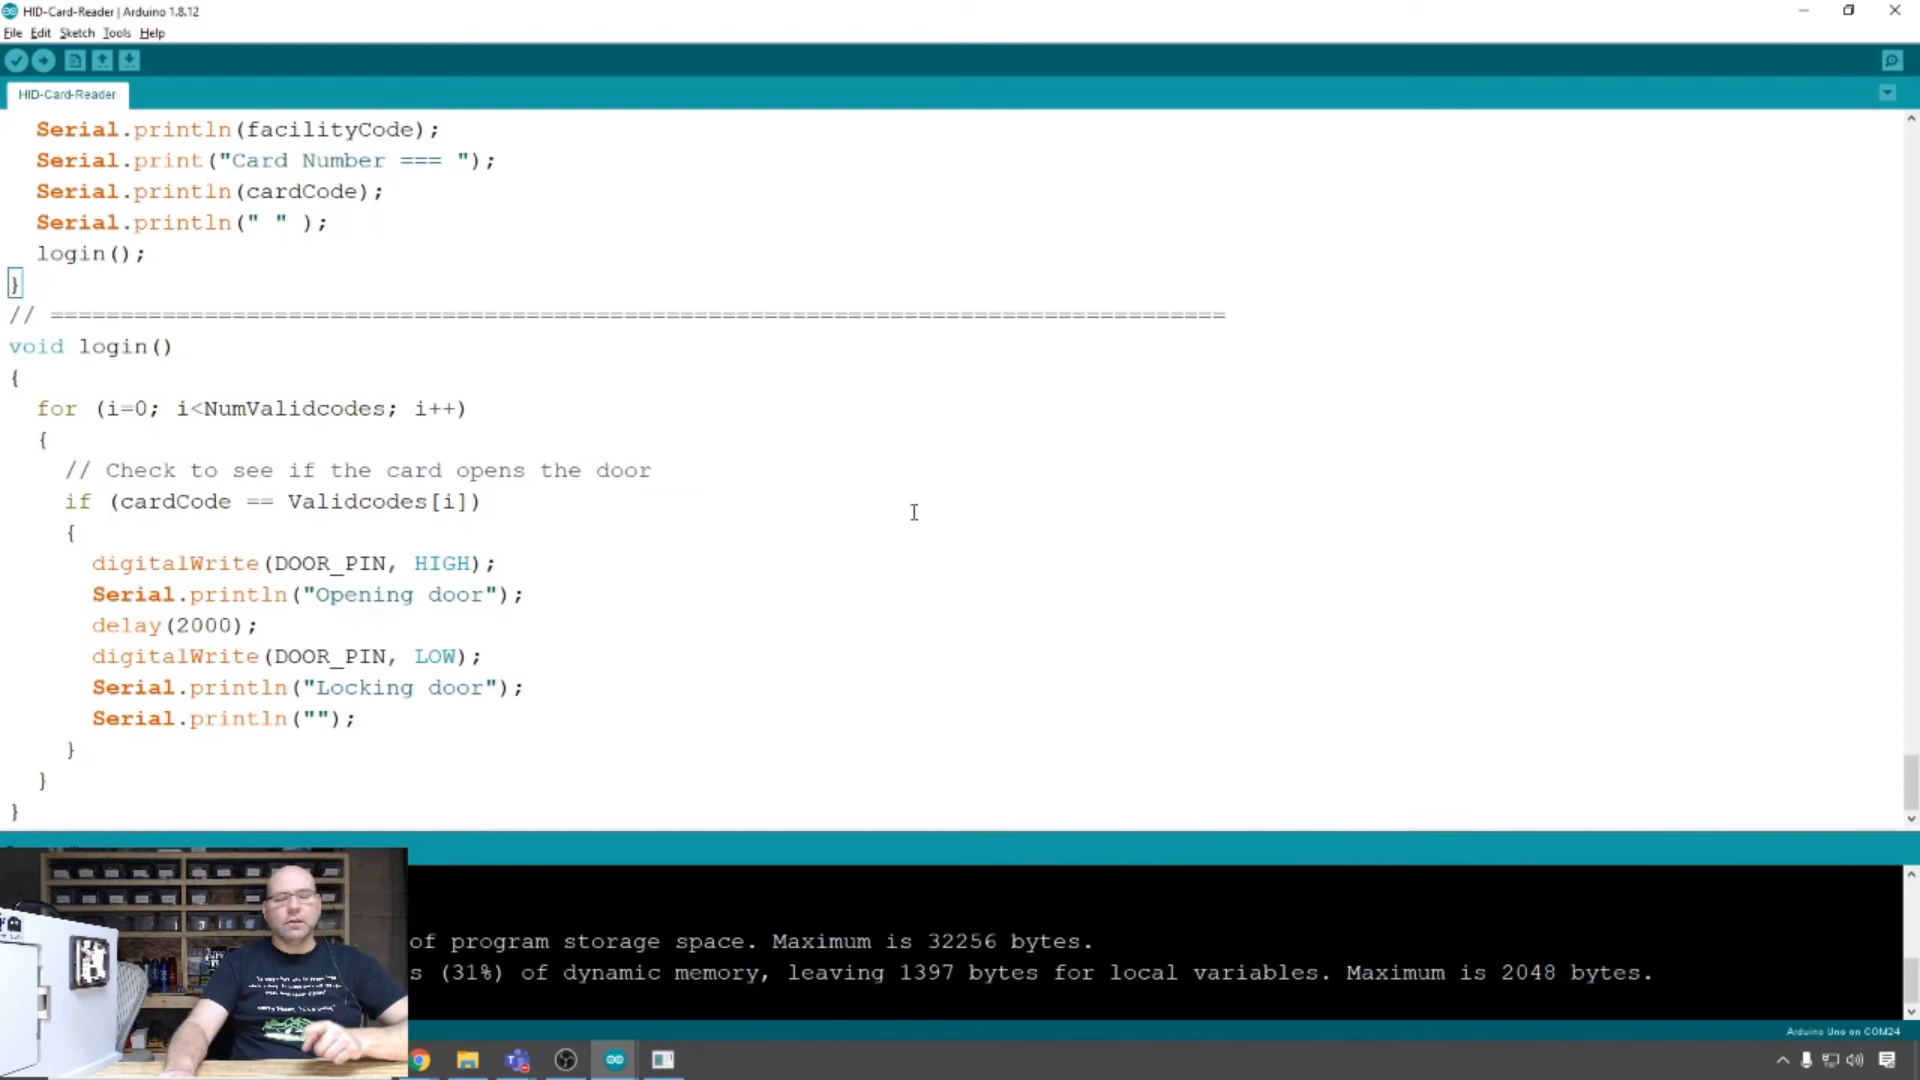 HID-Card-Reader | Arduino 1.8.12
File Edit Sketch Tools Help
HID-Card-Reader
Serial.println(facilityCode);
Serial.print("Card Number === ");
Serial.println(cardCode);
Serial.println(" " );
login();
}
// ====================================================================================
void login()
{
for (i=0; i<NumValidcodes; i++)
{
// Check to see if the card opens the door
if (cardCode == Validcodes[i])
{
digitalWrite(DOOR_PIN, HIGH);
Serial.println("Opening door");
delay(2000);
digitalWrite(DOOR_PIN, LOW);
Serial.println("Locking door");
Serial.println("");
}
}
}
of program storage space. Maximum is 32256 bytes.
s (31%) of dynamic memory, leaving 1397 bytes for local variables. Maximum is 2048 bytes.
Arduino Uno on COM24